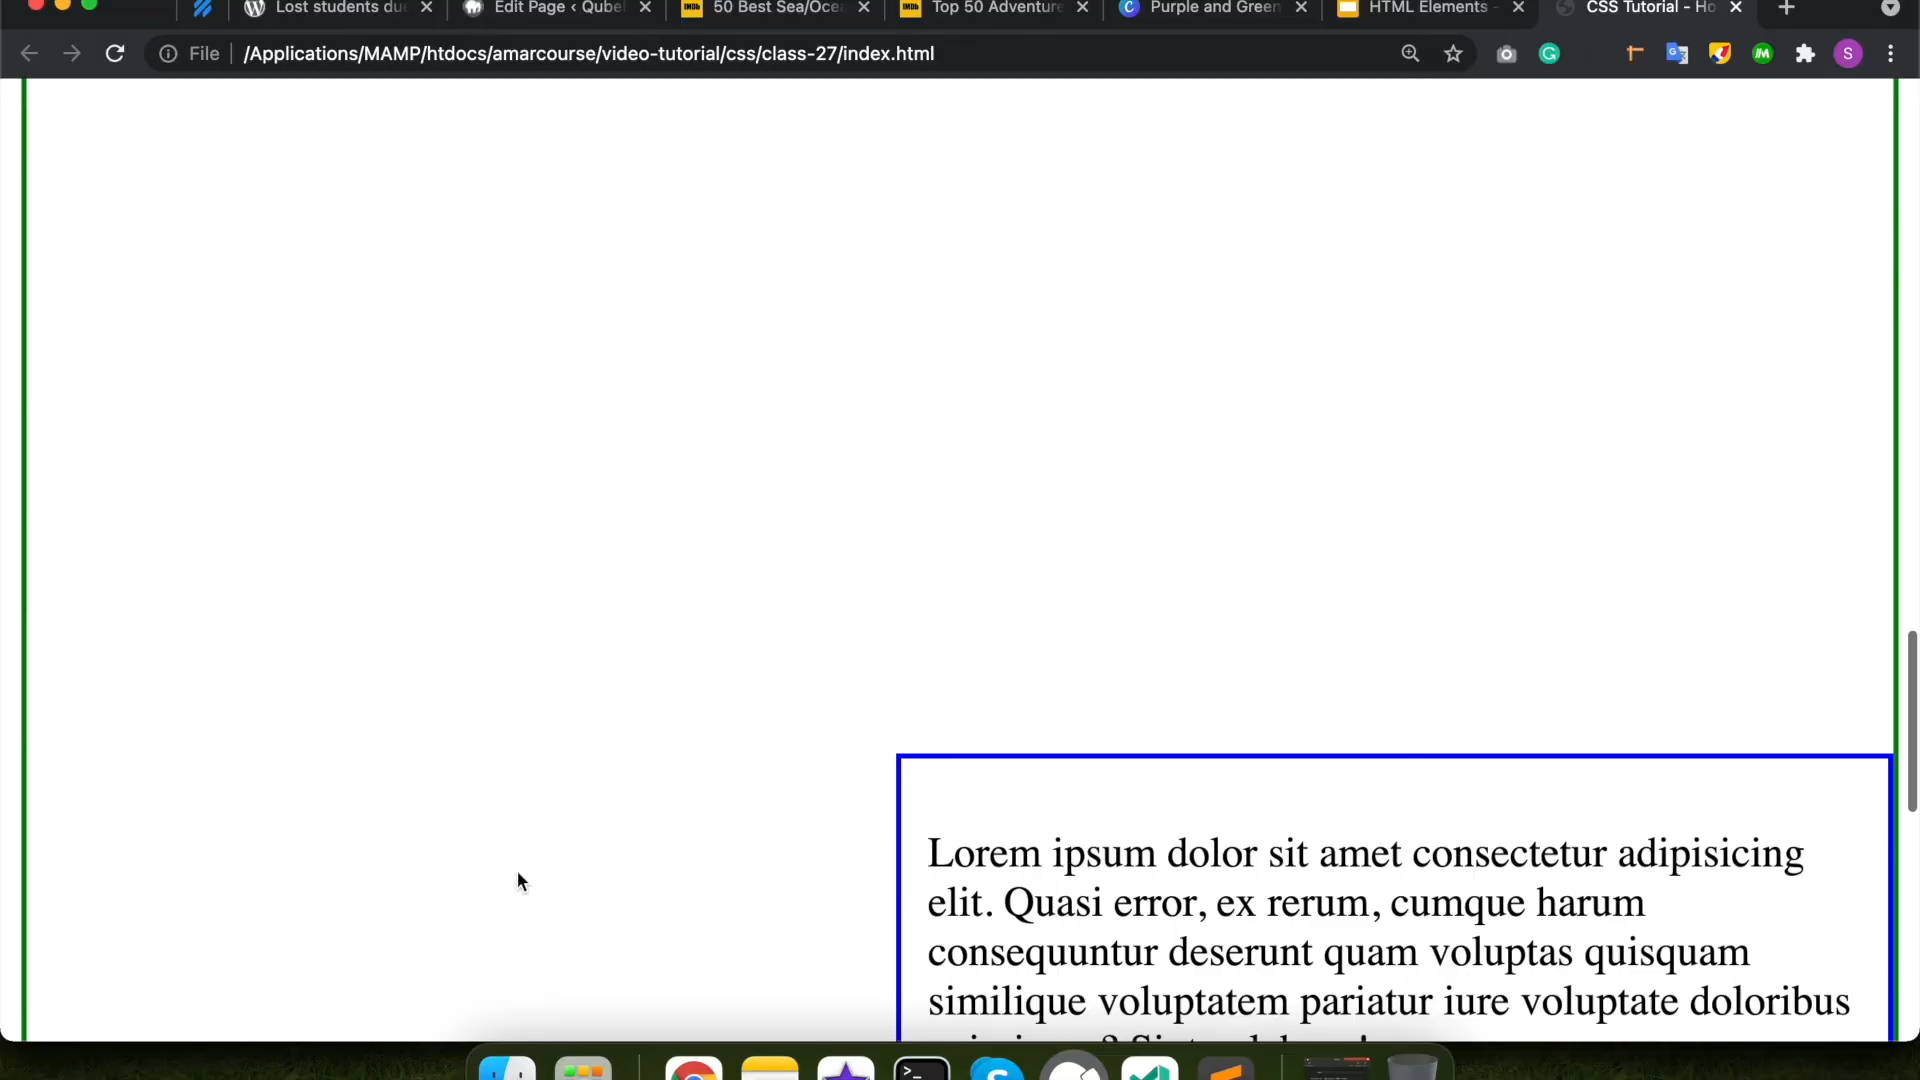 Lost students du
Edit Page ‹ Qube
50 Best Sea/Oce
Top 50 Adventure
Purple and Green
HTML Elements -
CSS Tutorial - Ho
File
/Applications/MAMP/htdocs/amarcourse/video-tutorial/css/class-27/index.html
S
Lorem ipsum dolor sit amet consectetur adipisicing
elit. Quasi error, ex rerum, cumque harum
consequuntur deserunt quam voluptas quisquam
similique voluptatem pariatur iure voluptate doloribus